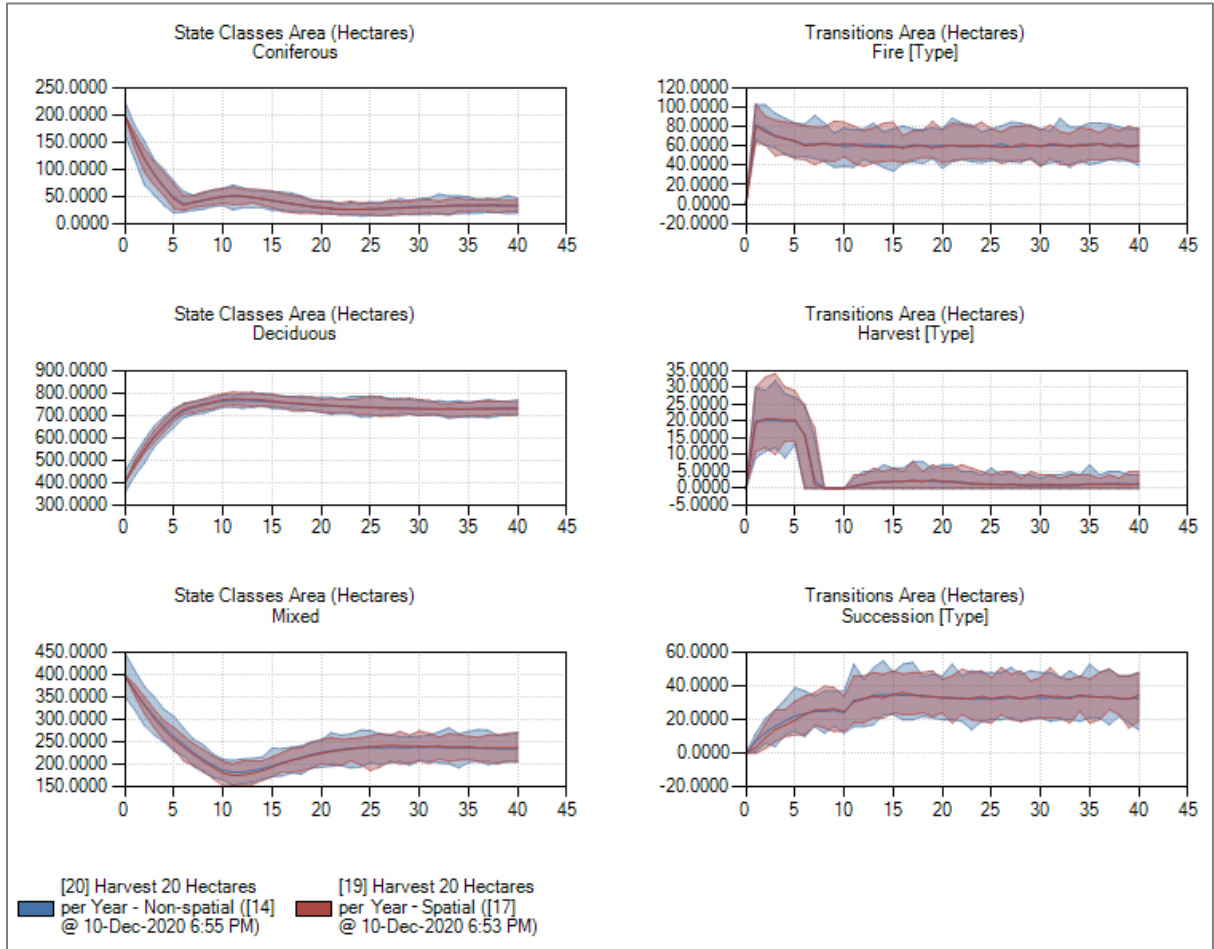 State Classes Area (Hectares)
Coniferous
250.0000
200.0000
150.0000
100.0000
50.0000
0.0000
0 5 10 15 20 25 30 35 40 45
Transitions Area (Hectares)
Fire [Type]
120.0000
100.0000
80.0000
60.0000
40.0000
20.0000
0.0000
-20.0000
0 5 10 15 20 25 30 35 40 45
State Classes Area (Hectares)
Deciduous
900.0000
800.0000
700.0000
600.0000
500.0000
400.0000
300.0000
0 5 10 15 20 25 30 35 40 45
Transitions Area (Hectares)
Harvest [Type]
35.0000
30.0000
25.0000
20.0000
15.0000
10.0000
5.0000
0.0000
-5.0000
0 5 10 15 20 25 30 35 40 45
State Classes Area (Hectares)
Mixed
450.0000
400.0000
350.0000
300.0000
250.0000
200.0000
150.0000
0 5 10 15 20 25 30 35 40 45
Transitions Area (Hectares)
Succession [Type]
60.0000
40.0000
20.0000
0.0000
-20.0000
0 5 10 15 20 25 30 35 40 45
[20] Harvest 20 Hectares
per Year - Non-spatial ([14]
@ 10-Dec-2020 6:55 PM)
[19] Harvest 20 Hectares
per Year - Spatial ([17]
@ 10-Dec-2020 6:53 PM)